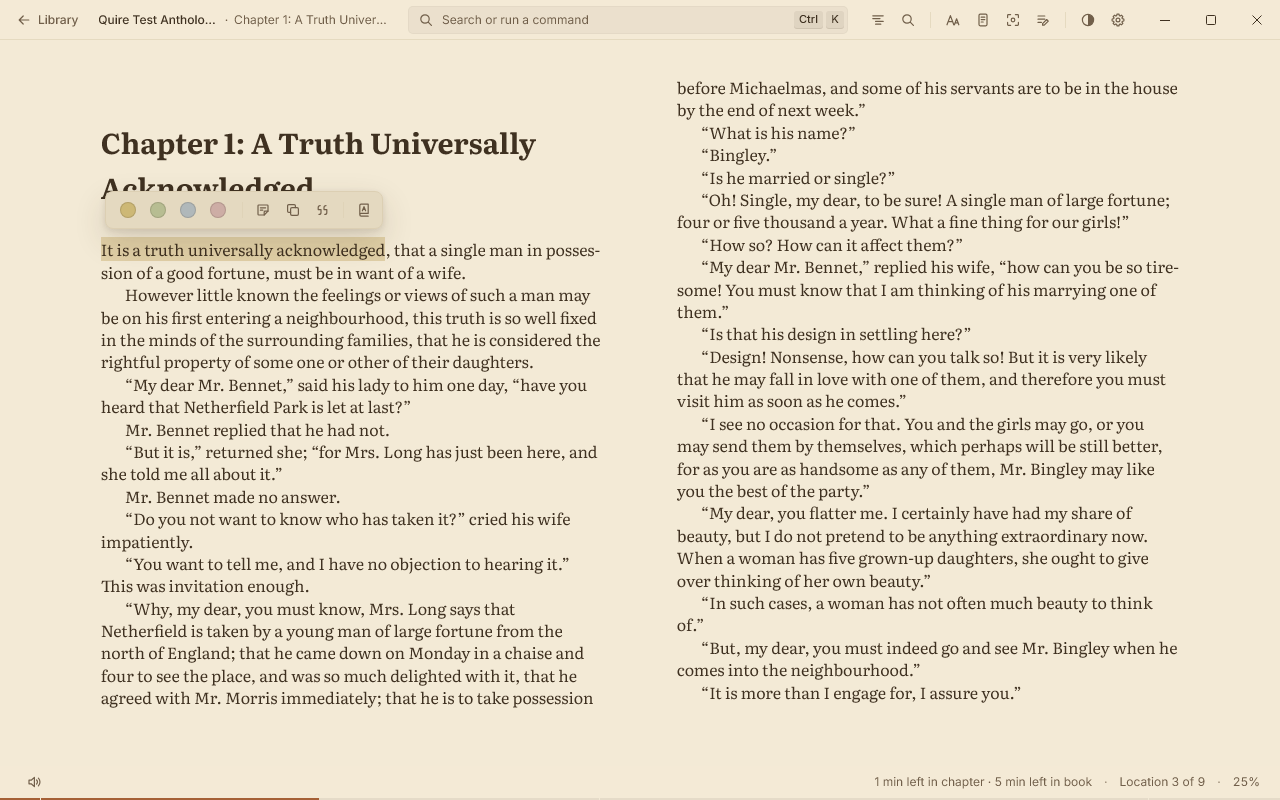 Library
Quire Test Antholo... · Chapter 1: A Truth Univer...
Search or run a command
Ctrl K
Chapter 1: A Truth Universally
Acknowledged
It is a truth universally acknowledged, that a single man in posses-
sion of a good fortune, must be in want of a wife.
However little known the feelings or views of such a man may
be on his first entering a neighbourhood, this truth is so well fixed
in the minds of the surrounding families, that he is considered the
rightful property of some one or other of their daughters.
“My dear Mr. Bennet,” said his lady to him one day, “have you
heard that Netherfield Park is let at last?”
Mr. Bennet replied that he had not.
“But it is,” returned she; “for Mrs. Long has just been here, and
she told me all about it.”
Mr. Bennet made no answer.
“Do you not want to know who has taken it?” cried his wife
impatiently.
“You want to tell me, and I have no objection to hearing it.”
This was invitation enough.
“Why, my dear, you must know, Mrs. Long says that
Netherfield is taken by a young man of large fortune from the
north of England; that he came down on Monday in a chaise and
four to see the place, and was so much delighted with it, that he
agreed with Mr. Morris immediately; that he is to take possession
before Michaelmas, and some of his servants are to be in the house
by the end of next week.”
“What is his name?”
“Bingley.”
“Is he married or single?”
“Oh! Single, my dear, to be sure! A single man of large fortune;
four or five thousand a year. What a fine thing for our girls!”
“How so? How can it affect them?”
“My dear Mr. Bennet,” replied his wife, “how can you be so tire-
some! You must know that I am thinking of his marrying one of
them.”
“Is that his design in settling here?”
“Design! Nonsense, how can you talk so! But it is very likely
that he may fall in love with one of them, and therefore you must
visit him as soon as he comes.”
“I see no occasion for that. You and the girls may go, or you
may send them by themselves, which perhaps will be still better,
for as you are as handsome as any of them, Mr. Bingley may like
you the best of the party.”
“My dear, you flatter me. I certainly have had my share of
beauty, but I do not pretend to be anything extraordinary now.
When a woman has five grown-up daughters, she ought to give
over thinking of her own beauty.”
“In such cases, a woman has not often much beauty to think
of.”
“But, my dear, you must indeed go and see Mr. Bingley when he
comes into the neighbourhood.”
“It is more than I engage for, I assure you.”
1 min left in chapter · 5 min left in book · Location 3 of 9 · 25%